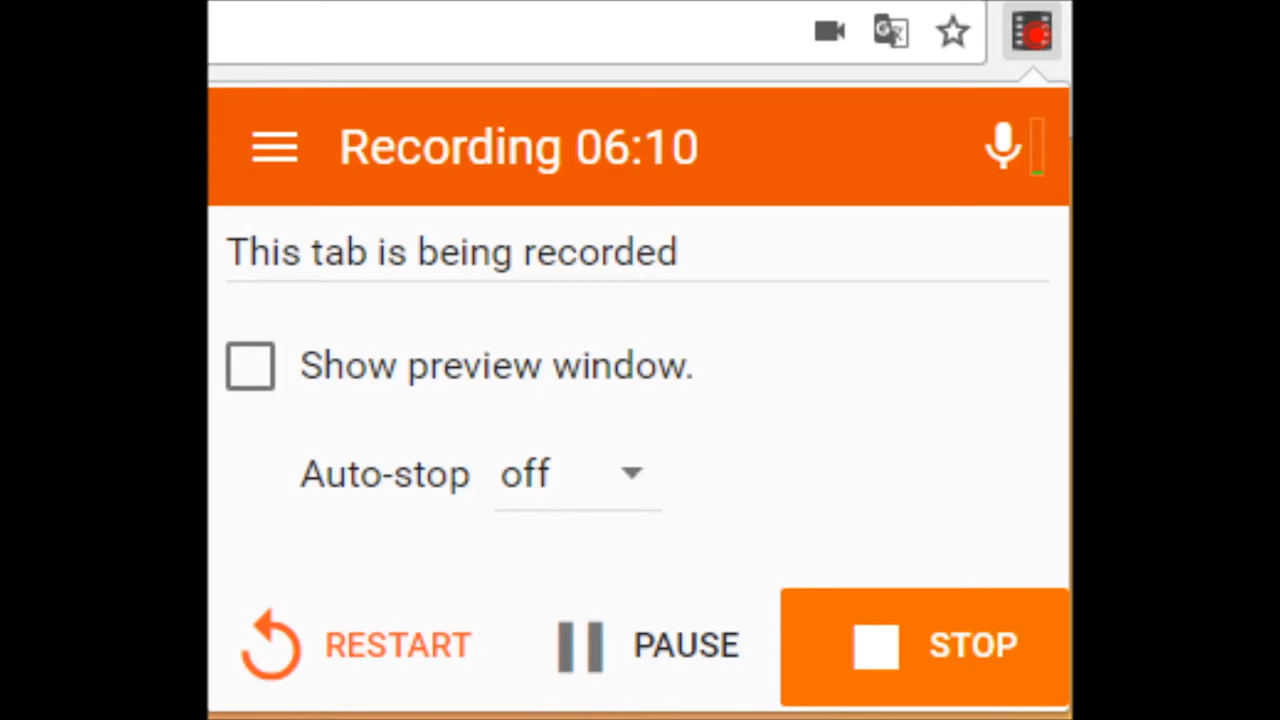 Recording 06:10
This tab is being recorded
Show preview window.
Auto-stop off
RESTART PAUSE STOP